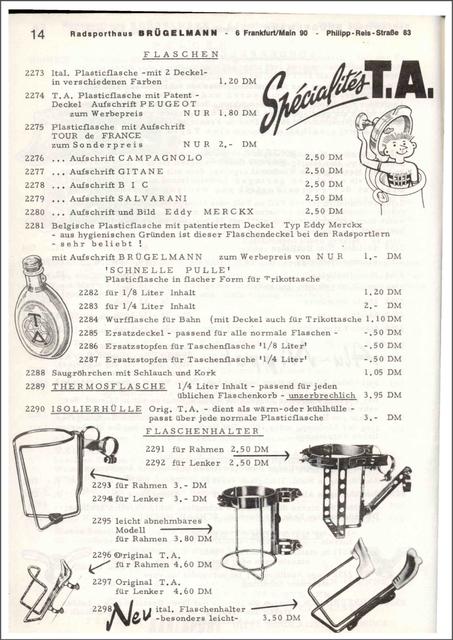 14 Radsporthaus BRÜGELMANN - 6 Frankfurt/Main 90 - Philipp-Reis-Straße 83
FLASCHEN
2273 Ital. Plasticflasche -mit 2 Deckel-
in verschiedenen Farben 1,20 DM
2274 T.A. Plasticflasche mit Patent -
Deckel Aufschrift PEUGEOT
zum Werbepreis NUR 1,80 DM
2275 Plasticflasche mit Aufschrift
TOUR de FRANCE
zum Sonderpreis NUR 2,- DM
Spécialités T.A.
2276 ... Aufschrift CAMPAGNOLO 2,50 DM
2277 ... Aufschrift GITANE 2,50 DM
2278 ... Aufschrift BIC 2,50 DM
2279 ... Aufschrift SALVARANI 2,50 DM
2280 ... Aufschrift und Bild Eddy MERCKX 2,50 DM
2281 Belgische Plasticflasche mit patentiertem Deckel Typ Eddy Merckx
- aus hygienischen Gründen ist dieser Flaschendeckel bei den Radsportlern
- sehr beliebt !
mit Aufschrift BRÜGELMANN zum Werbepreis von NUR 1.- DM
'SCHNELLE PULLE'
Plasticflasche in flacher Form für Trikottasche
2282 für 1/8 Liter Inhalt 1,20 DM
2283 für 1/4 Liter Inhalt 2.- DM
2284 Wurfflasche für Bahn (mit Deckel auch für Trikottasche 1,10 DM
2285 Ersatzdeckel - passend für alle normale Flaschen - -.50 DM
2286 Ersatzstopfen für Taschenflasche '1/8 Liter' -.50 DM
2287 Ersatzstopfen für Taschenflasche '1/4 Liter' -.50 DM
T A
2288 Saugröhrchen mit Schlauch und Kork 1,05 DM
2289 THERMOSFLASCHE 1/4 Liter Inhalt - passend für jeden
üblichen Flaschenkorb - unzerbrechlich 3,95 DM
2290 ISOLIERHÜLLE Orig. T.A. - dient als wärm-oder kühlhülle -
passt über jede normale Plasticflasche 3.- DM
FLASCHENHALTER
2291 für Rahmen 2,50 DM
2292 für Lenker 2,50 DM
2293 für Rahmen 3.- DM
2294 für Lenker 3.- DM
2295 leicht abnehmbares
Modell
für Rahmen 3.80 DM
2296 Original T.A.
für Rahmen 4,60 DM
2297 Original T.A.
für Lenker 4,60 DM
2298 Neu ital. Flaschenhalter
-besonders leicht- 3,50 DM